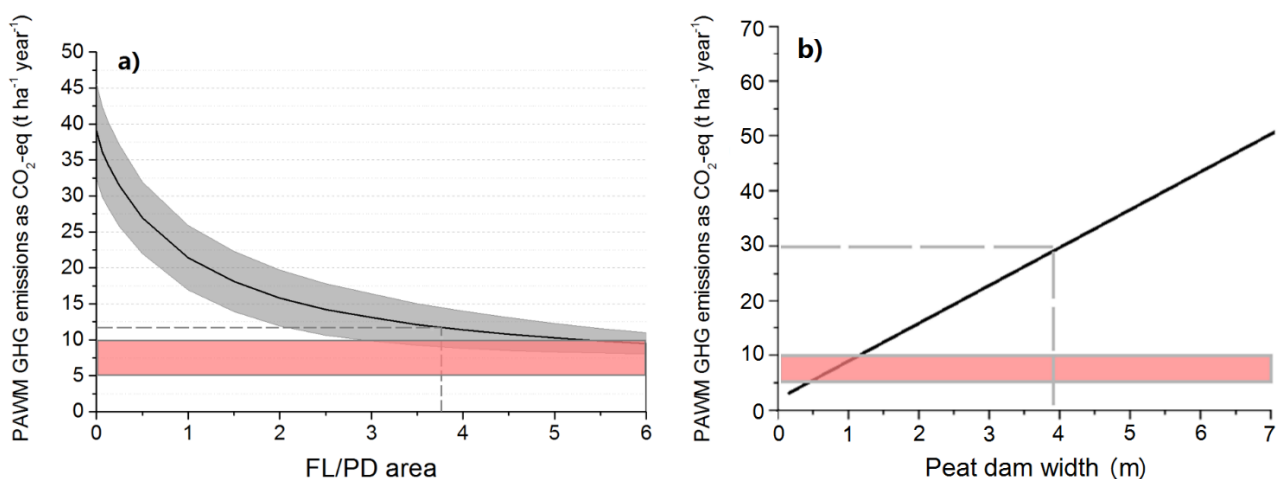 a)
PAWM GHG emissions as CO₂-eq (t ha⁻¹ year⁻¹)
50
45
40
35
30
25
20
15
10
5
0
0 1 2 3 4 5 6
FL/PD area
b)
PAWM GHG emissions as CO₂-eq (t ha⁻¹ year⁻¹)
70
60
50
40
30
20
10
0
0 1 2 3 4 5 6 7
Peat dam width (m)